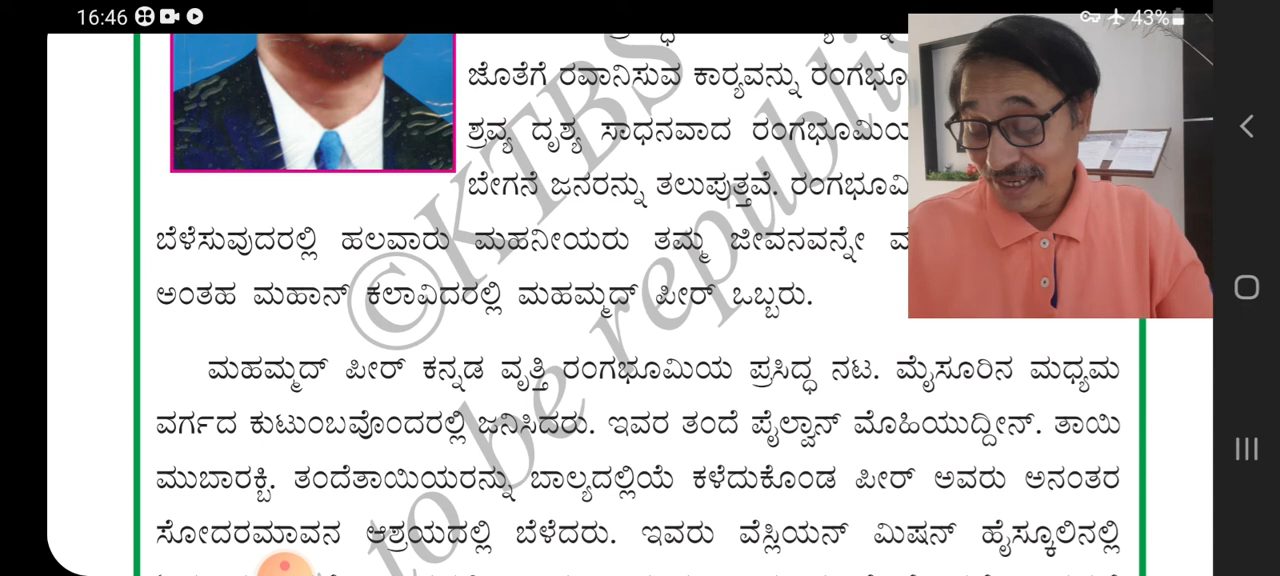 16:46
43%
ಜೊತೆಗೆ ರವಾನಿಸುವ ಕಾರ‍್ಯವನ್ನು ರಂಗಭೂ
ಶ್ರವ್ಯ ದೃಶ್ಯ ಸಾಧನವಾದ ರಂಗಭೂಮಿಯ
ಬೇಗನೆ ಜನರನ್ನು ತಲುಪುತ್ತವೆ. ರಂಗಭೂಮಿ
ಬೆಳೆಸುವುದರಲ್ಲಿ ಹಲವಾರು ಮಹನೀಯರು ತಮ್ಮ ಜೀವನವನ್ನೇ
ಅಂತಹ ಮಹಾನ್ ಕಲಾವಿದರಲ್ಲಿ ಮಹಮ್ಮದ್ ಪೀರ್ ಒಬ್ಬರು.
ಮಹಮ್ಮದ್ ಪೀರ್ ಕನ್ನಡ ವೃತ್ತಿ ರಂಗಭೂಮಿಯ ಪ್ರಸಿದ್ಧ ನಟ. ಮೈಸೂರಿನ ಮಧ್ಯಮ
ವರ್ಗದ ಕುಟುಂಬವೊಂದರಲ್ಲಿ ಜನಿಸಿದರು. ಇವರ ತಂದೆ ಪೈಲ್ವಾನ್ ಮೊಹಿಯುದ್ದೀನ್. ತಾಯಿ
ಮುಬಾರಕ್ಬಿ. ತಂದೆತಾಯಿಯರನ್ನು ಬಾಲ್ಯದಲ್ಲಿಯೆ ಕಳೆದುಕೊಂಡ ಪೀರ್ ಅವರು ಅನಂತರ
ಸೋದರಮಾವನ ಆಶ್ರಯದಲ್ಲಿ ಬೆಳೆದರು. ಇವರು ವೆಸ್ಲಿಯನ್ ಮಿಷನ್ ಹೈಸ್ಕೂಲಿನಲ್ಲಿ
©KTBS
to be republis